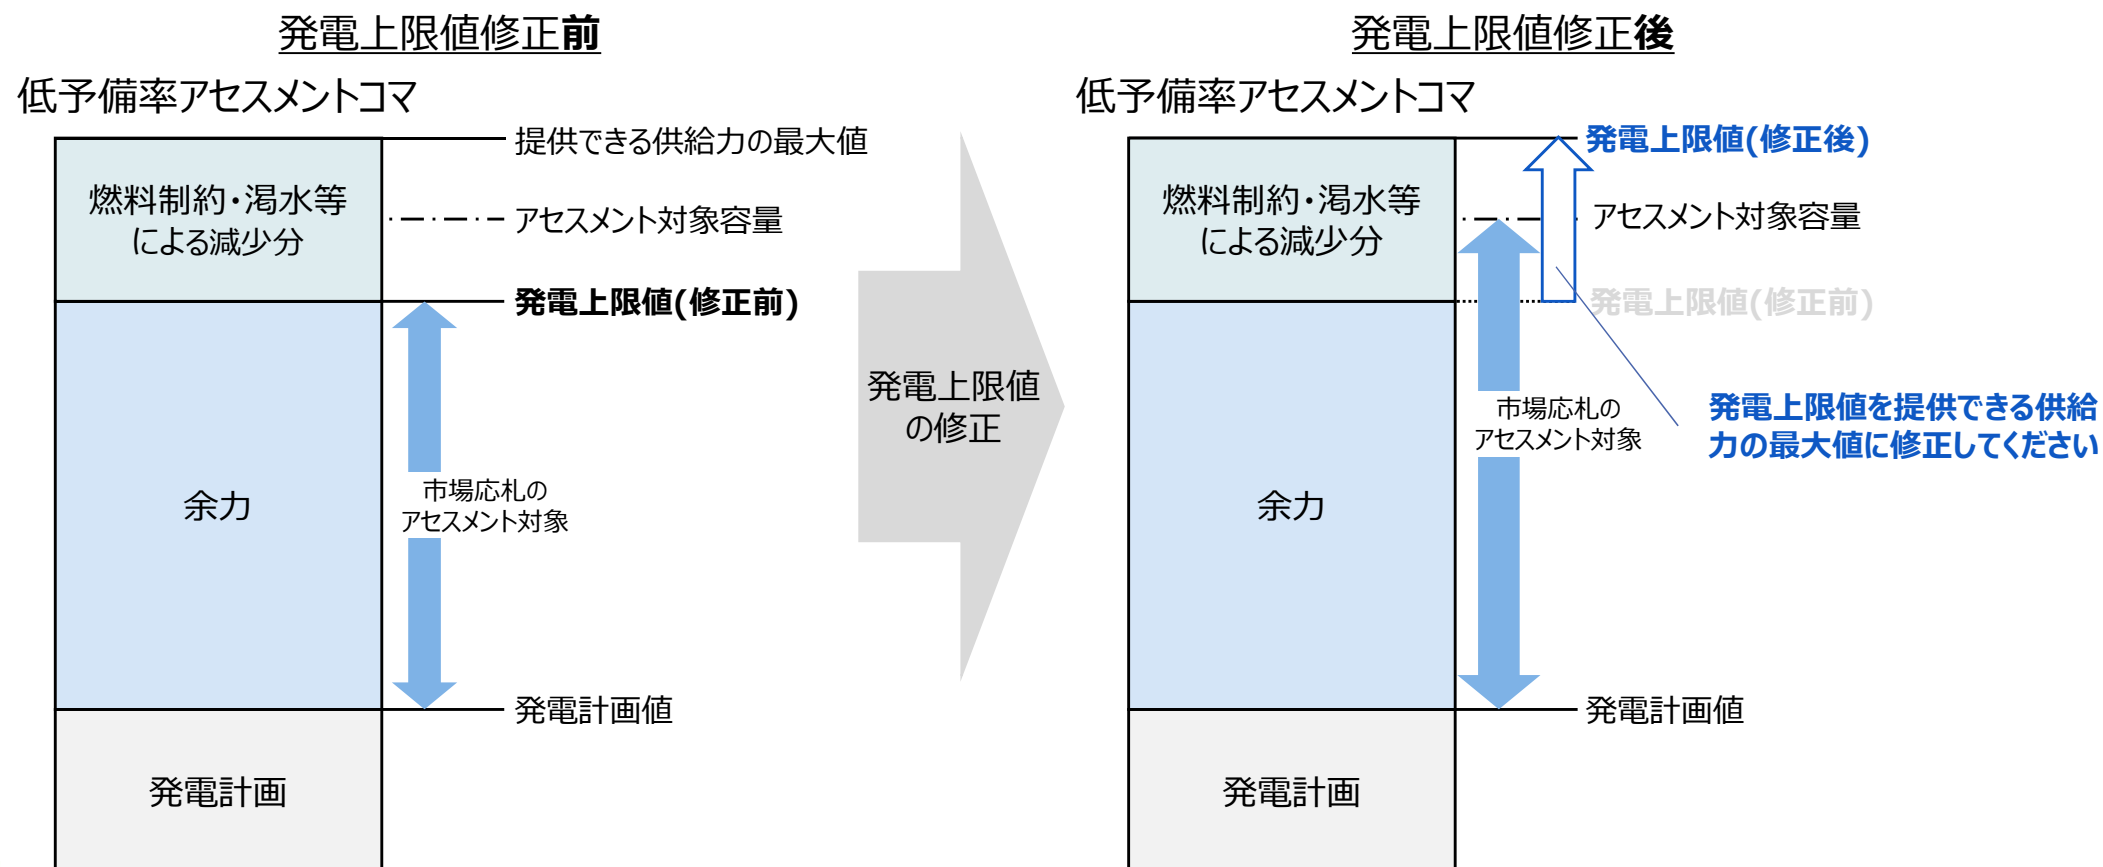 発電上限値修正前
低予備率アセスメントコマ
提供できる供給力の最大値
燃料制約・渇水等
による減少分
アセスメント対象容量
発電上限値(修正前)
市場応札の
アセスメント対象
余力
発電計画値
発電計画
発電上限値
の修正
発電上限値修正後
低予備率アセスメントコマ
発電上限値(修正後)
燃料制約・渇水等
による減少分
アセスメント対象容量
発電上限値(修正前)
市場応札の
アセスメント対象
発電上限値を提供できる供給
力の最大値に修正してください
余力
発電計画値
発電計画